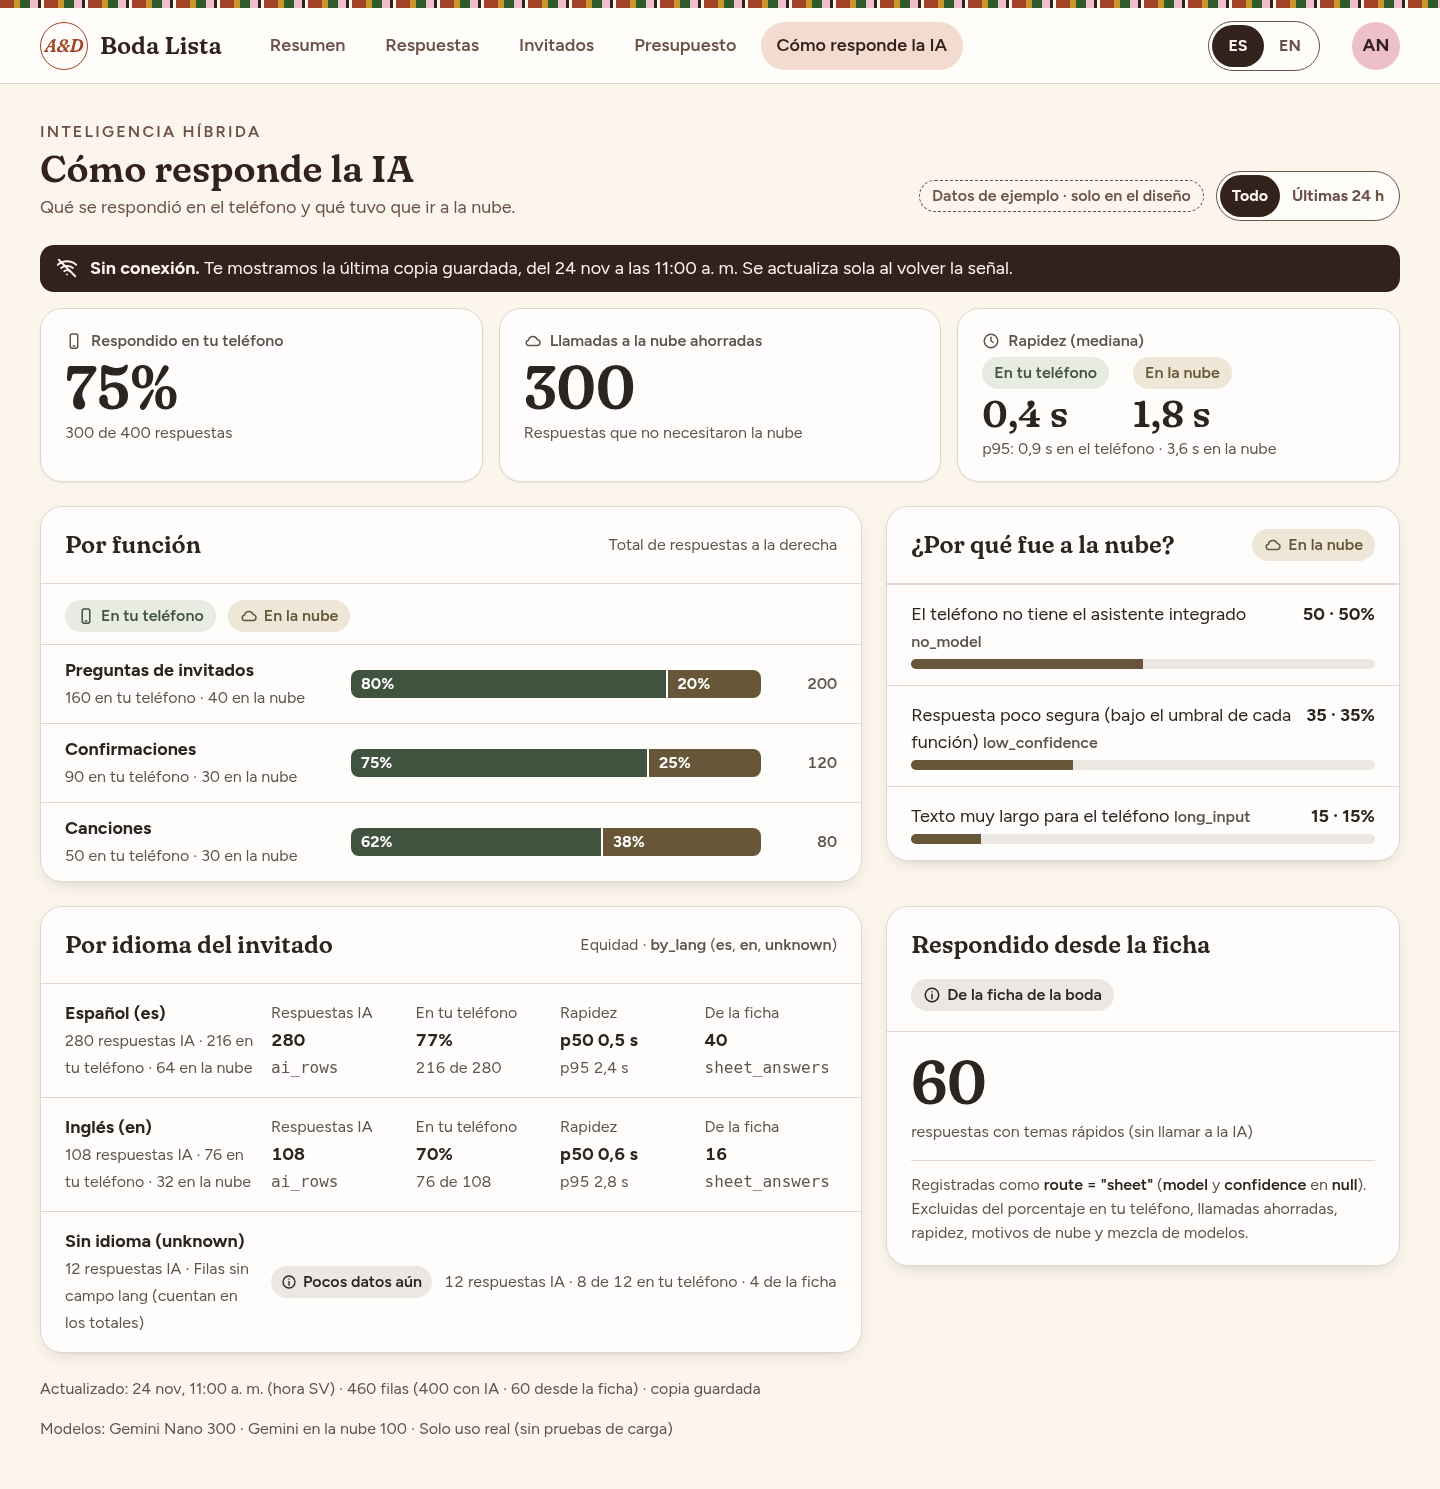 A&D Boda Lista Resumen Respuestas Invitados Presupuesto Cómo responde la IA ES EN AN
INTELIGENCIA HÍBRIDA
Cómo responde la IA
Qué se respondió en el teléfono y qué tuvo que ir a la nube.
Datos de ejemplo · solo en el diseño Todo Últimas 24 h
Sin conexión. Te mostramos la última copia guardada, del 24 nov a las 11:00 a. m. Se actualiza sola al volver la señal.
Respondido en tu teléfono
75%
300 de 400 respuestas
Llamadas a la nube ahorradas
300
Respuestas que no necesitaron la nube
Rapidez (mediana)
En tu teléfono En la nube
0,4 s 1,8 s
p95: 0,9 s en el teléfono · 3,6 s en la nube
Por función Total de respuestas a la derecha
En tu teléfono En la nube
Preguntas de invitados
160 en tu teléfono · 40 en la nube
80% 20% 200
Confirmaciones
90 en tu teléfono · 30 en la nube
75% 25% 120
Canciones
50 en tu teléfono · 30 en la nube
62% 38% 80
¿Por qué fue a la nube? En la nube
El teléfono no tiene el asistente integrado 50 · 50%
no_model
Respuesta poco segura (bajo el umbral de cada 35 · 35%
función) low_confidence
Texto muy largo para el teléfono long_input 15 · 15%
Por idioma del invitado Equidad · by_lang (es, en, unknown)
Español (es) Respuestas IA En tu teléfono Rapidez De la ficha
280 respuestas IA · 216 en 280 77% p50 0,5 s 40
tu teléfono · 64 en la nube ai_rows 216 de 280 p95 2,4 s sheet_answers
Inglés (en) Respuestas IA En tu teléfono Rapidez De la ficha
108 respuestas IA · 76 en 108 70% p50 0,6 s 16
tu teléfono · 32 en la nube ai_rows 76 de 108 p95 2,8 s sheet_answers
Sin idioma (unknown)
12 respuestas IA · Filas sin
campo lang (cuentan en
los totales)
Pocos datos aún 12 respuestas IA · 8 de 12 en tu teléfono · 4 de la ficha
Respondido desde la ficha
De la ficha de la boda
60
respuestas con temas rápidos (sin llamar a la IA)
Registradas como route = "sheet" (model y confidence en null).
Excluidas del porcentaje en tu teléfono, llamadas ahorradas,
rapidez, motivos de nube y mezcla de modelos.
Actualizado: 24 nov, 11:00 a. m. (hora SV) · 460 filas (400 con IA · 60 desde la ficha) · copia guardada
Modelos: Gemini Nano 300 · Gemini en la nube 100 · Solo uso real (sin pruebas de carga)